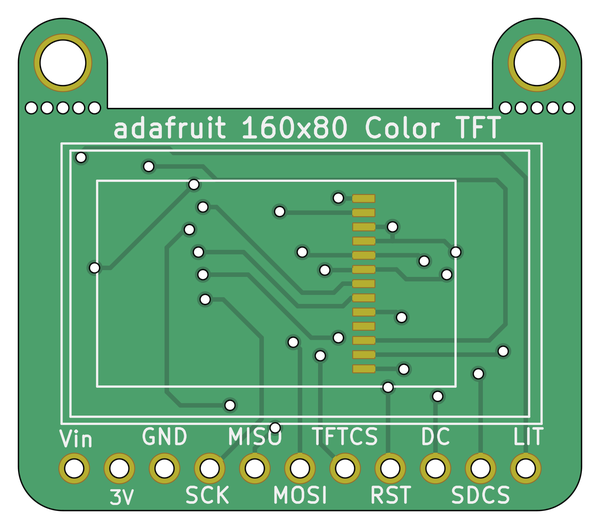 adafruit 160x80 Color TFT
Vin GND MISO TFTCS DC LIT
3V SCK MOSI RST SDCS